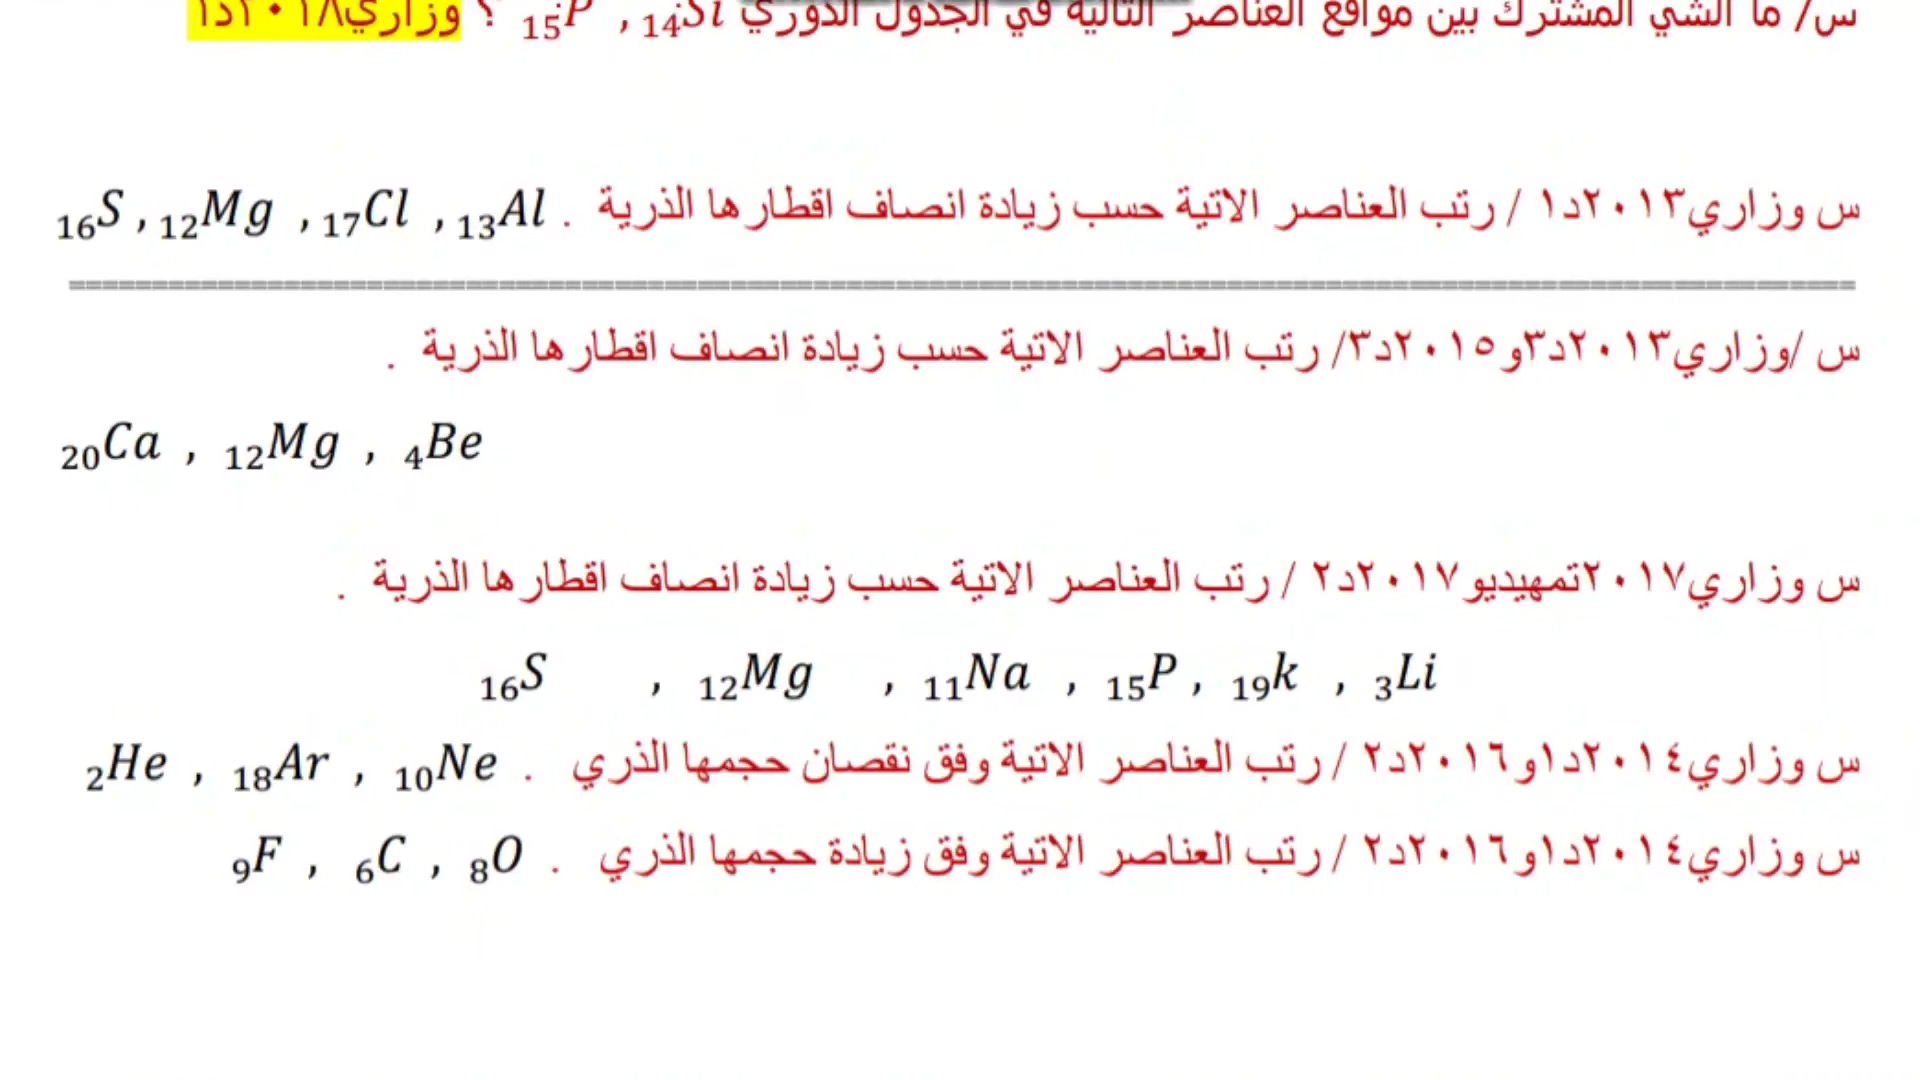 س/ ما الشي المشترك بين مواقع العناصر التالية في الجدول الدوري 14Si , 15P ؟ وزاري٢٠١٨د١
س وزاري٢٠١٣د١ / رتب العناصر الاتية حسب زيادة انصاف اقطارها الذرية . 16S , 12Mg , 17Cl , 13Al
س /وزاري٢٠١٣د٣و٢٠١٥د٣/ رتب العناصر الاتية حسب زيادة انصاف اقطارها الذرية .
20Ca , 12Mg , 4Be
س وزاري٢٠١٧تمهيديو٢٠١٧د٢ / رتب العناصر الاتية حسب زيادة انصاف اقطارها الذرية .
16S , 12Mg , 11Na , 15P , 19k , 3Li
س وزاري٢٠١٤د١و٢٠١٦د٢ / رتب العناصر الاتية وفق نقصان حجمها الذري . 2He , 18Ar , 10Ne
س وزاري٢٠١٤د١و٢٠١٦د٢ / رتب العناصر الاتية وفق زيادة حجمها الذري . 9F , 6C , 8O